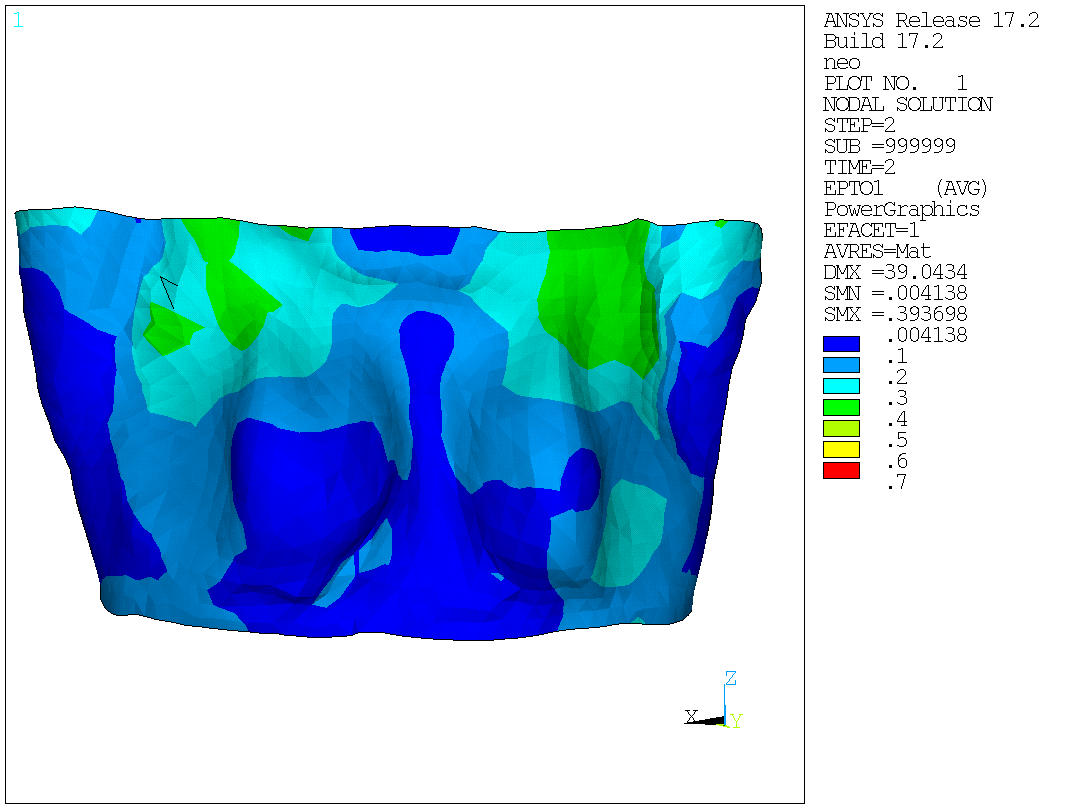 1
ANSYS Release 17.2
Build 17.2
neo
PLOT NO.   1
NODAL SOLUTION
STEP=2
SUB =999999
TIME=2
EPTO1    (AVG)
PowerGraphics
EFACET=1
AVRES=Mat
DMX =39.0434
SMN =.004138
SMX =.393698
.004138
.1
.2
.3
.4
.5
.6
.7
Z
X
Y